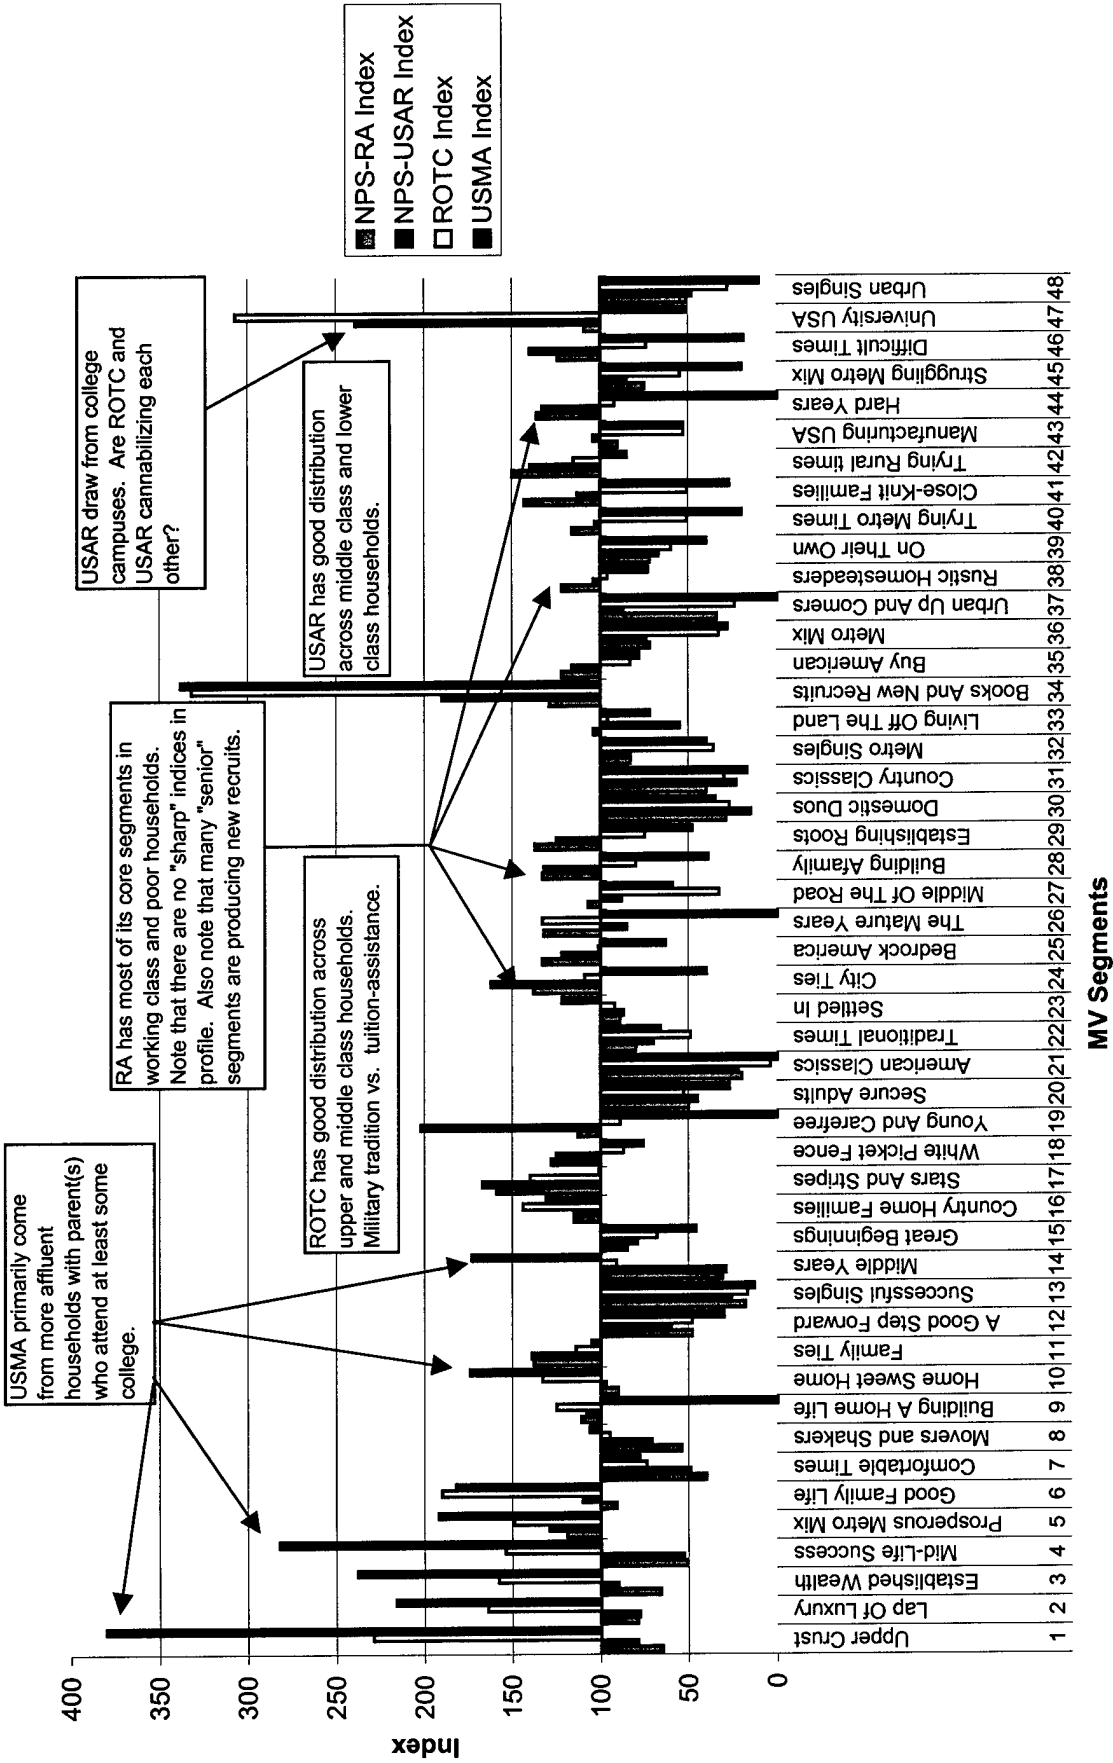 USMA primarily come
from more affluent
households with parent(s)
who attend at least some
college.
RA has most of its core segments in
working class and poor households.
Note that there are no "sharp" indices in
profile. Also note that many "senior"
segments are producing new recruits.
USAR draw from college
campuses. Are ROTC and
USAR cannabilizing each
other?
ROTC has good distribution across
upper and middle class households.
Military tradition vs. tuition-assistance.
USAR has good distribution
across middle class and lower
class households.
NPS-RA Index
NPS-USAR Index
ROTC Index
USMA Index
Index
400
350
300
250
200
150
100
50
0
Upper Crust 1
Lap Of Luxury 2
Established Wealth 3
Mid-Life Success 4
Prosperous Metro Mix 5
Good Family Life 6
Comfortable Times 7
Movers and Shakers 8
Building A Home Life 9
Home Sweet Home 10
Family Ties 11
A Good Step Forward 12
Successful Singles 13
Middle Years 14
Great Beginnings 15
Country Home Families 16
Stars And Stripes 17
White Picket Fence 18
Young And Carefree 19
Secure Adults 20
American Classics 21
Traditional Times 22
Settled In 23
City Ties 24
Bedrock America 25
The Mature Years 26
Middle Of The Road 27
Building Afamily 28
Establishing Roots 29
Domestic Duos 30
Country Classics 31
Metro Singles 32
Living Off The Land 33
Books And New Recruits 34
Buy American 35
Metro Mix 36
Urban Up And Comers 37
Rustic Homesteaders 38
On Their Own 39
Trying Metro Times 40
Close-Knit Families 41
Trying Rural times 42
Manufacturing USA 43
Hard Years 44
Struggling Metro Mix 45
Difficult Times 46
University USA 47
Urban Singles 48
MV Segments